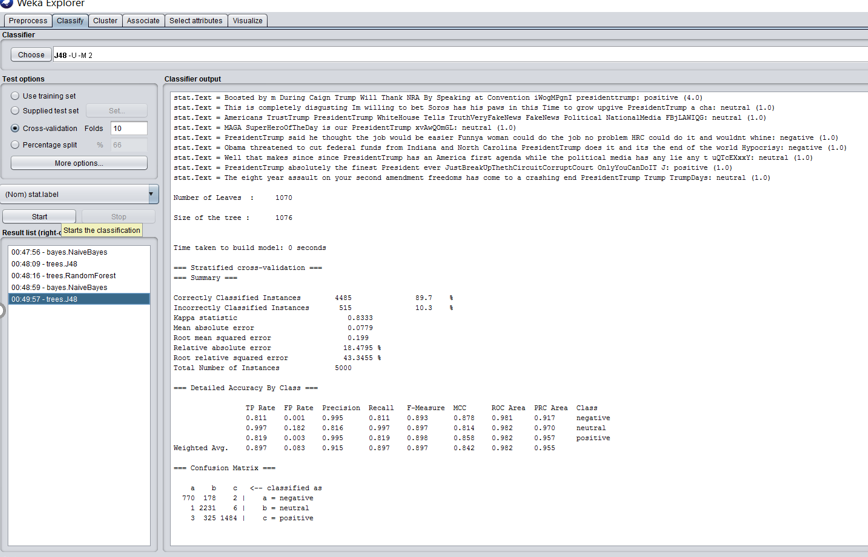 Weka Explorer
Preprocess Classify Cluster Associate Select attributes Visualize
Classifier
Choose J48 -U -M 2
Test options
Use training set
Supplied test set Set...
Cross-validation Folds 10
Percentage split % 66
More options...
(Nom) stat.label
Start Stop
Starts the classification
Result list (right-c
00:47:56 - bayes.NaiveBayes
00:48:09 - trees.J48
00:48:16 - trees.RandomForest
00:48:59 - bayes.NaiveBayes
00:49:57 - trees.J48
Classifier output
stat.Text = Boosted by m During Caign Trump Will Thank NRA By Speaking at Convention iWogMPgnI presidenttrump: positive (4.0)
stat.Text = This is completely disgusting Im willing to bet Soros has his paws in this Time to grow upgive PresidentTrump a cha: neutral (1.0)
stat.Text = Americans TrustTrump PresidentTrump WhiteHouse Tells TruthVeryFakeNews FakeNews Political NationalMedia FBjLAWIQG: neutral (1.0)
stat.Text = MAGA SuperHeroOfTheDay is our PresidentTrump xvAwQOmGL: neutral (1.0)
stat.Text = PresidentTrump said he thought the job would be easier Funnya woman could do the job no problem HRC could do it and wouldnt whine: negative (1.0)
stat.Text = Obama threatened to cut federal funds from Indiana and North Carolina PresidentTrump does it and its the end of the world Hypocrisy: negative (1.0)
stat.Text = Well that makes since since PresidentTrump has an America first agenda while the political media has any lie any t uQTcEXxxY: neutral (1.0)
stat.Text = PresidentTrump absolutely the finest President ever JustBreakUpThethCircuitCorruptCourt OnlyYouCanDoIT J: positive (1.0)
stat.Text = The eight year assault on your second amendment freedoms has come to a crashing end PresidentTrump Trump TrumpDays: neutral (1.0)
Number of Leaves : 1070
Size of the tree : 1076
Time taken to build model: 0 seconds
=== Stratified cross-validation ===
=== Summary ===
Correctly Classified Instances 4485 89.7 %
Incorrectly Classified Instances 515 10.3 %
Kappa statistic 0.8333
Mean absolute error 0.0779
Root mean squared error 0.199
Relative absolute error 18.4795 %
Root relative squared error 43.3455 %
Total Number of Instances 5000
=== Detailed Accuracy By Class ===
TP Rate FP Rate Precision Recall F-Measure MCC ROC Area PRC Area Class
0.811 0.001 0.995 0.811 0.893 0.878 0.981 0.917 negative
0.997 0.182 0.816 0.997 0.897 0.814 0.982 0.970 neutral
0.819 0.003 0.995 0.819 0.898 0.858 0.982 0.957 positive
Weighted Avg. 0.897 0.083 0.915 0.897 0.897 0.842 0.982 0.955
=== Confusion Matrix ===
a b c <-- classified as
770 178 2 | a = negative
1 2231 6 | b = neutral
3 325 1484 | c = positive